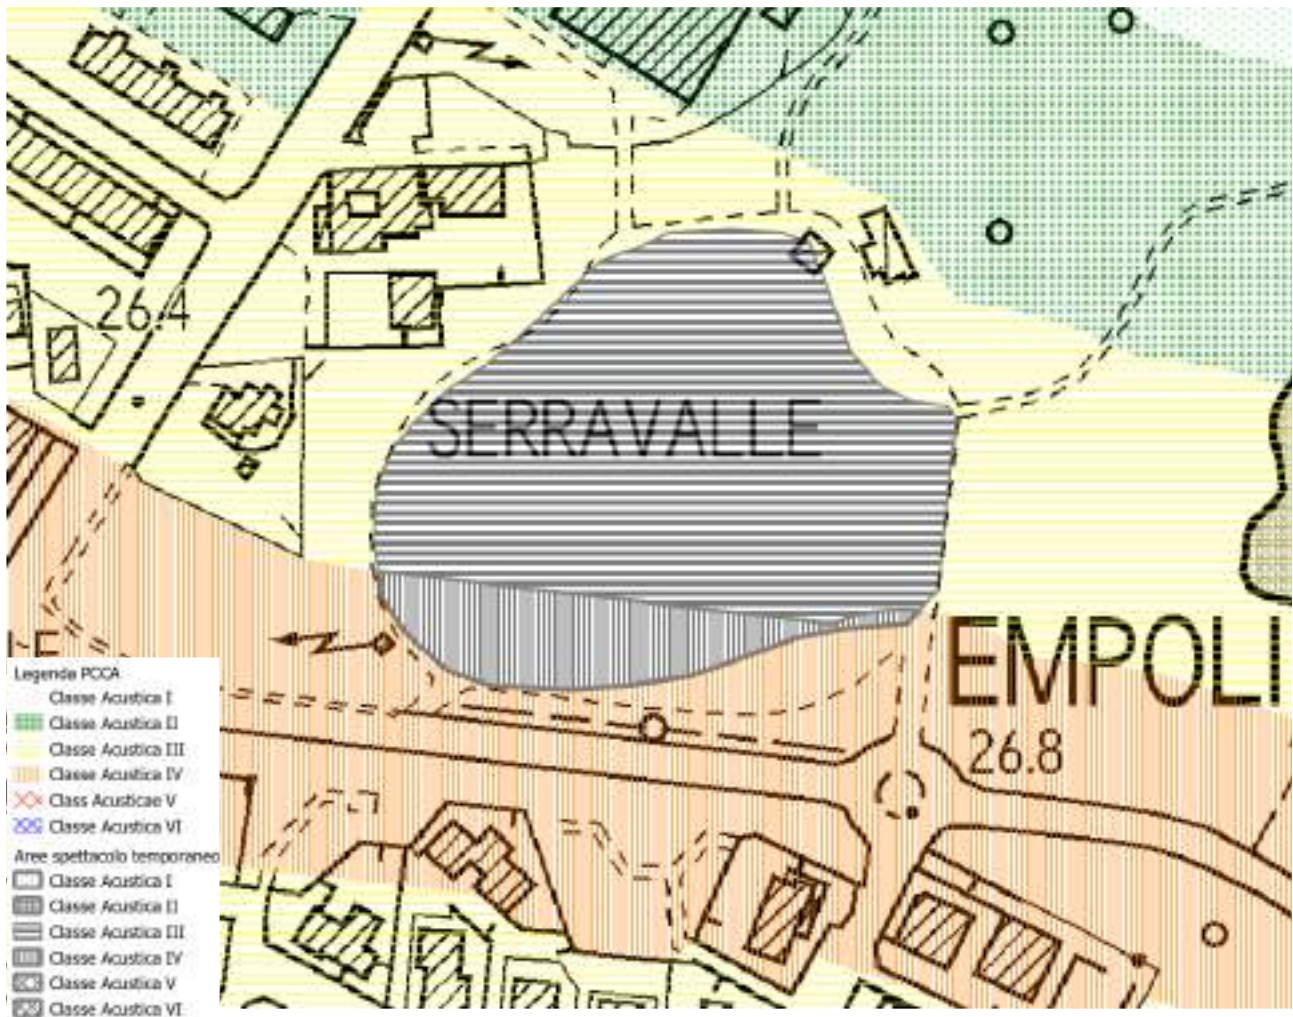 26.4
SERRAVALLE
EMPOLI
26.8
LE
Legenda PCCA
Classe Acustica I
Classe Acustica II
Classe Acustica III
Classe Acustica IV
Class Acusticae V
Classe Acustica VI
Aree spettacolo temporaneo
Classe Acustica I
Classe Acustica II
Classe Acustica III
Classe Acustica IV
Classe Acustica V
Classe Acustica VI